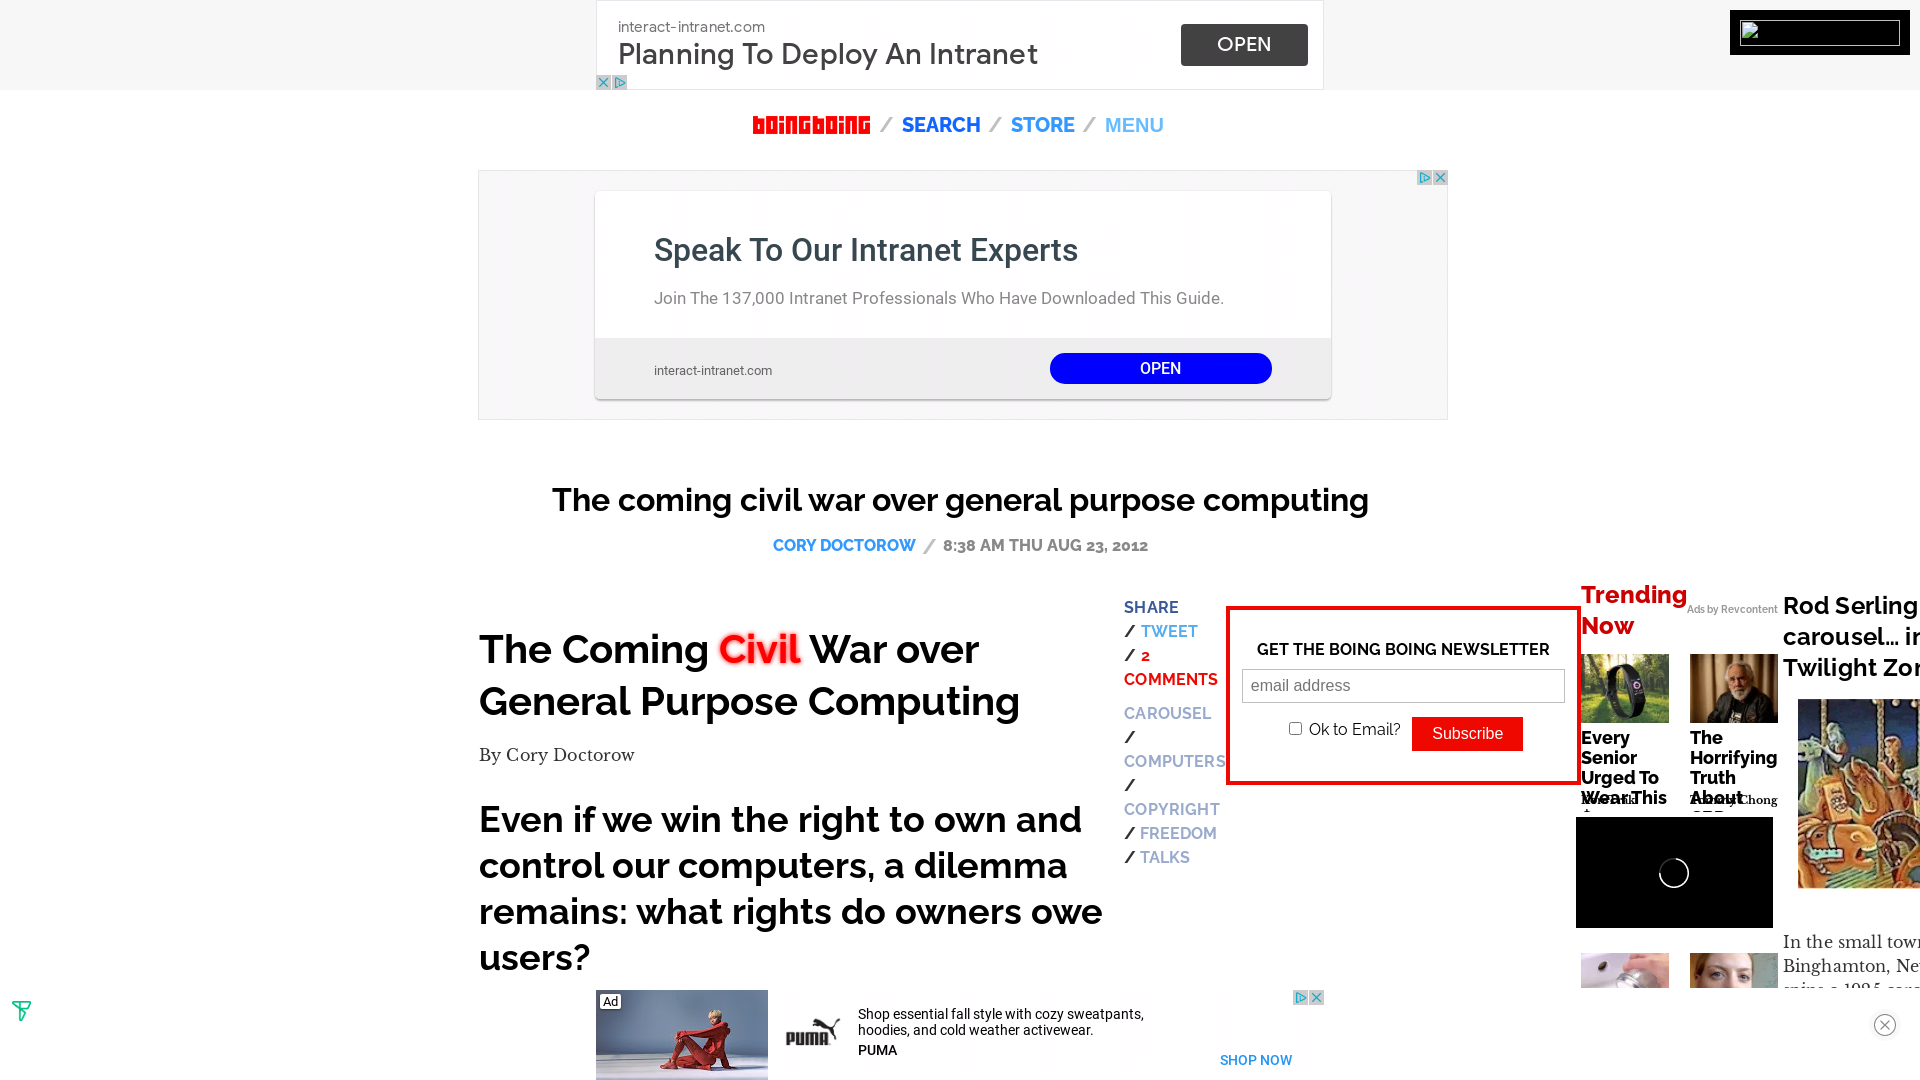 interact-intranet.com
Planning To Deploy An Intranet
OPEN
boingboing / SEARCH / STORE / MENU
Speak To Our Intranet Experts
Join The 137,000 Intranet Professionals Who Have Downloaded This Guide.
interact-intranet.com
OPEN
The coming civil war over general purpose computing
CORY DOCTOROW / 8:38 AM THU AUG 23, 2012
The Coming Civil War over
General Purpose Computing
By Cory Doctorow
Even if we win the right to own and
control our computers, a dilemma
remains: what rights do owners owe
users?
SHARE
/ TWEET
/ 2
COMMENTS
CAROUSEL
/
COMPUTERS
/
COPYRIGHT
/ FREEDOM
/ TALKS
GET THE BOING BOING NEWSLETTER
email address
Ok to Email?
Subscribe
Trending
Now
Ads by Revcontent
Every
Senior
Urged To
Wear This
The
Horrifying
Truth
About
Tommy Chong
Rod Serling
carousel... i
Twilight Zo
In the small tow
Binghamton, Ne
Ad
PUMA
Shop essential fall style with cozy sweatpants,
hoodies, and cold weather activewear.
PUMA
SHOP NOW